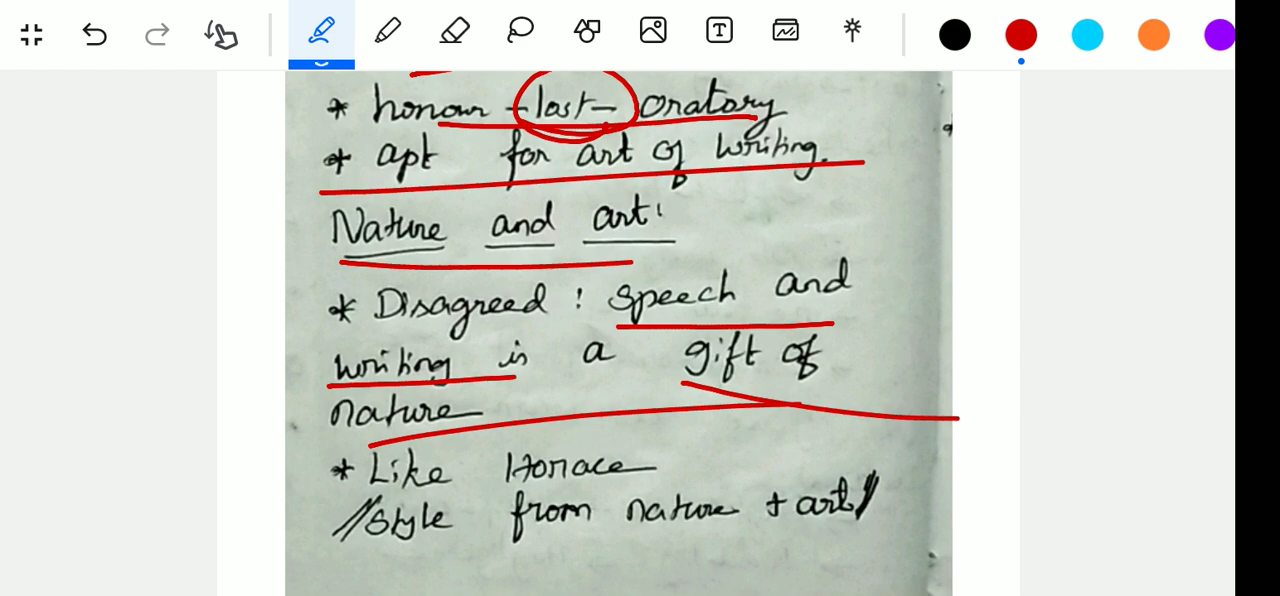 * honour -last- oratory
* apt for art of writing.
Nature and art:
* Disagreed : Speech and
writing is a gift of
nature
* Like Horace
//Style from nature + art//
T